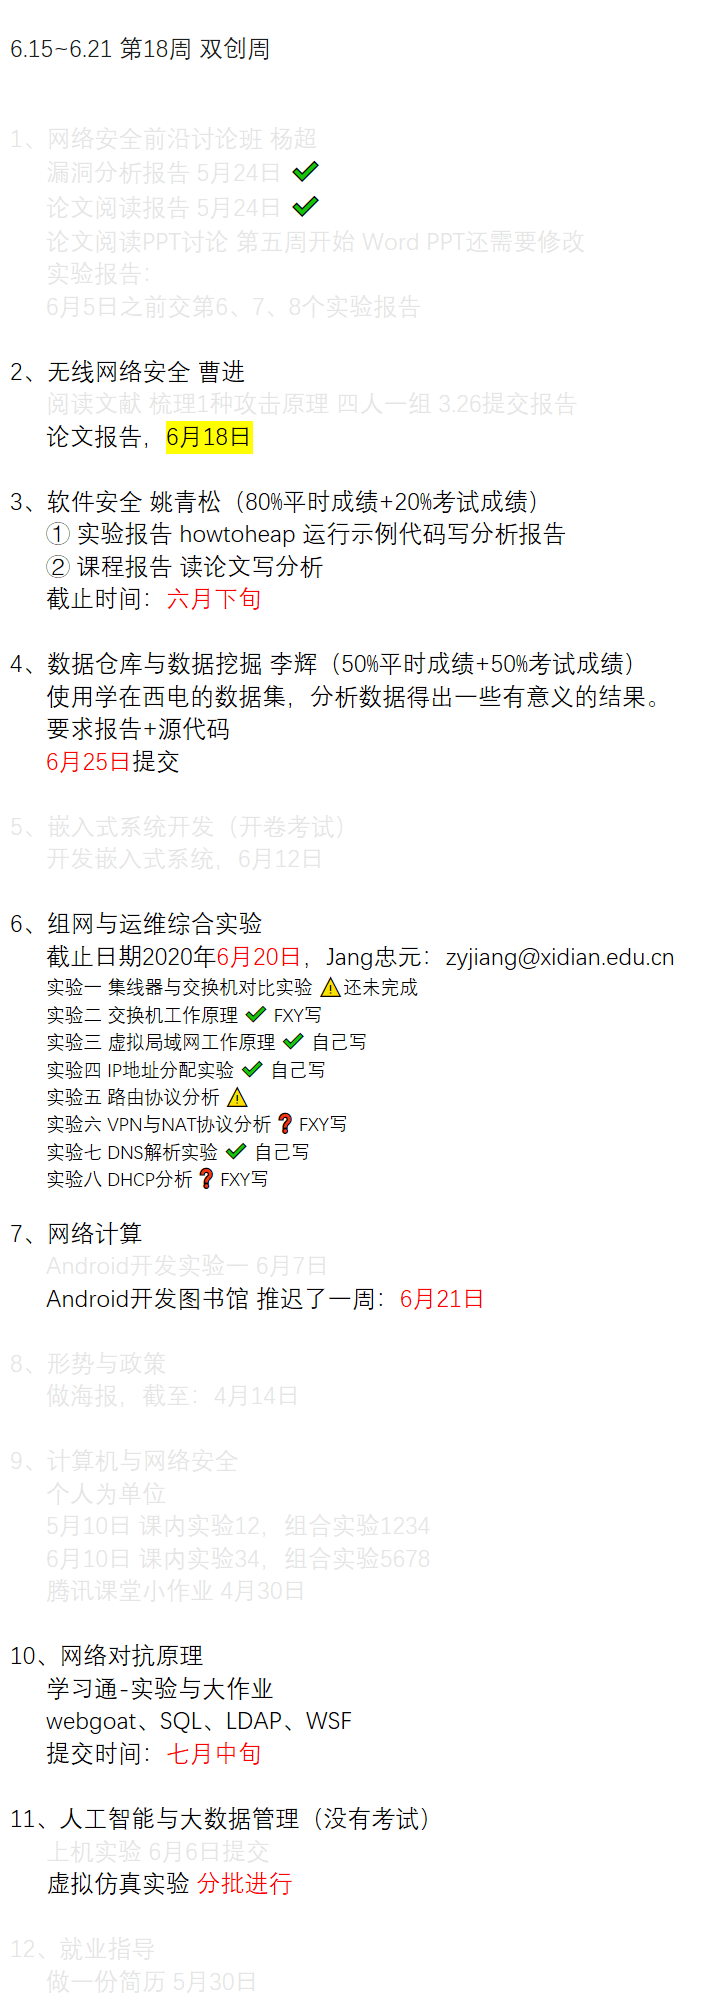 6.15~6.21 第18周 双创周
1、网络安全前沿讨论班 杨超
漏洞分析报告 5月24日 ✔
论文阅读报告 5月24日 ✔
论文阅读PPT讨论 第五周开始 Word PPT还需要修改
实验报告：
6月5日之前交第6、7、8个实验报告
2、无线网络安全 曹进
阅读文献 梳理1种攻击原理 四人一组 3.26提交报告
论文报告，6月18日
3、软件安全 姚青松（80%平时成绩+20%考试成绩）
① 实验报告 howtoheap 运行示例代码写分析报告
② 课程报告 读论文写分析
截止时间：六月下旬
4、数据仓库与数据挖掘 李辉（50%平时成绩+50%考试成绩）
使用学在西电的数据集，分析数据得出一些有意义的结果。
要求报告+源代码
6月25日提交
5、嵌入式系统开发（开卷考试）
开发嵌入式系统，6月12日
6、组网与运维综合实验
截止日期2020年6月20日，Jang忠元：zyjiang@xidian.edu.cn
实验一 集线器与交换机对比实验 ⚠还未完成
实验二 交换机工作原理 ✔ FXY写
实验三 虚拟局域网工作原理 ✔ 自己写
实验四 IP地址分配实验 ✔ 自己写
实验五 路由协议分析 ⚠
实验六 VPN与NAT协议分析 ❓ FXY写
实验七 DNS解析实验 ✔ 自己写
实验八 DHCP分析 ❓ FXY写
7、网络计算
Android开发实验一 6月7日
Android开发图书馆 推迟了一周：6月21日
8、形势与政策
做海报，截至：4月14日
9、计算机与网络安全
个人为单位
5月10日 课内实验12，组合实验1234
6月10日 课内实验34，组合实验5678
腾讯课堂小作业 4月30日
10、网络对抗原理
学习通-实验与大作业
webgoat、SQL、LDAP、WSF
提交时间：七月中旬
11、人工智能与大数据管理（没有考试）
上机实验 6月6日提交
虚拟仿真实验 分批进行
12、就业指导
做一份简历 5月30日